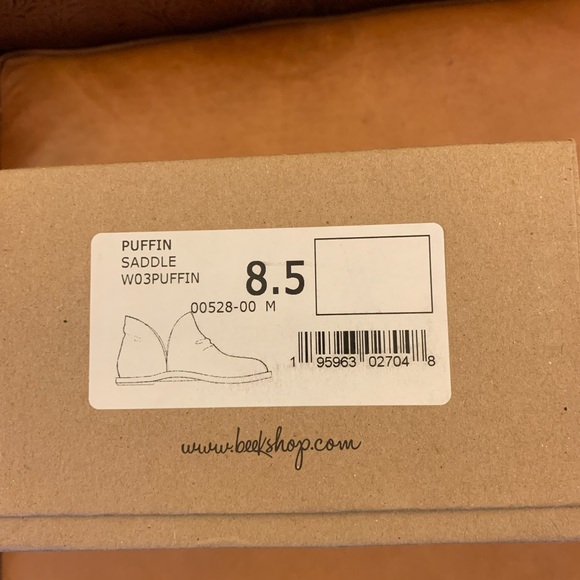 PUFFIN
SADDLE
W03PUFFIN
8.5
00528-00 M
1 95963 02704 8
www.beekshop.com